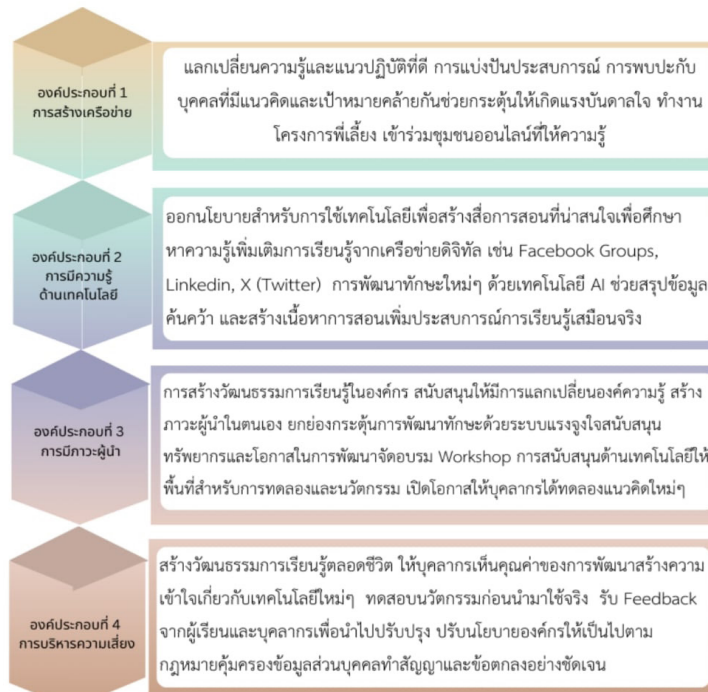 องค์ประกอบที่ 1
การสร้างเครือข่าย
แลกเปลี่ยนความรู้และแนวปฏิบัติที่ดี การแบ่งปันประสบการณ์ การพบปะกับ
บุคคลที่มีแนวคิดและเป้าหมายคล้ายกันช่วยกระตุ้นให้เกิดแรงบันดาลใจ ทำงาน
โครงการพี่เลี้ยง เข้าร่วมชุมชนออนไลน์ที่ให้ความรู้
องค์ประกอบที่ 2
การมีความรู้
ด้านเทคโนโลยี
ออกนโยบายสำหรับการใช้เทคโนโลยีเพื่อสร้างสื่อการสอนที่น่าสนใจเพื่อศึกษา
หาความรู้เพิ่มเติมการเรียนรู้จากเครือข่ายดิจิทัล เช่น Facebook Groups,
Linkedin, X (Twitter) การพัฒนาทักษะใหม่ๆ ด้วยเทคโนโลยี AI ช่วยสรุปข้อมูล
ค้นคว้า และสร้างเนื้อหาการสอนเพิ่มประสบการณ์การเรียนรู้เสมือนจริง
องค์ประกอบที่ 3
การมีภาวะผู้นำ
การสร้างวัฒนธรรมการเรียนรู้ในองค์กร สนับสนุนให้มีการแลกเปลี่ยนองค์ความรู้ สร้าง
ภาวะผู้นำในตนเอง ยกย่องกระตุ้นการพัฒนาทักษะด้วยระบบแรงจูงใจสนับสนุน
ทรัพยากรและโอกาสในการพัฒนาจัดอบรม Workshop การสนับสนุนด้านเทคโนโลยีให้
พื้นที่สำหรับการทดลองและนวัตกรรม เปิดโอกาสให้บุคลากรได้ทดลองแนวคิดใหม่ๆ
องค์ประกอบที่ 4
การบริหารความเสี่ยง
สร้างวัฒนธรรมการเรียนรู้ตลอดชีวิต ให้บุคลากรเห็นคุณค่าของการพัฒนาสร้างความ
เข้าใจเกี่ยวกับเทคโนโลยีใหม่ๆ ทดสอบนวัตกรรมก่อนนำมาใช้จริง รับ Feedback
จากผู้เรียนและบุคลากรเพื่อนำไปปรับปรุง ปรับนโยบายองค์กรให้เป็นไปตาม
กฎหมายคุ้มครองข้อมูลส่วนบุคคลทำสัญญาและข้อตกลงอย่างชัดเจน